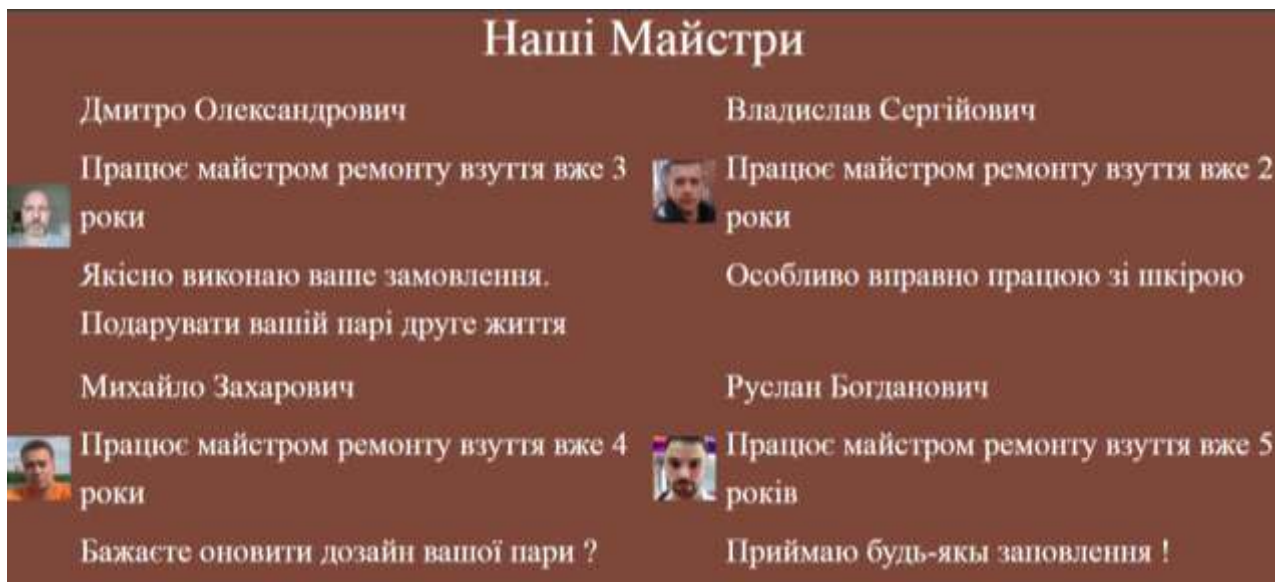 Наші Майстри
Дмитро Олександрович
Працює майстром ремонту взуття вже 3
роки
Якісно виконаю ваше замовлення.
Подарувати вашій парі друге життя
Владислав Сергійович
Працює майстром ремонту взуття вже 2
роки
Особливо вправно працюю зі шкірою
Михайло Захарович
Працює майстром ремонту взуття вже 4
роки
Бажаєте оновити дозайн вашої пари ?
Руслан Богданович
Працює майстром ремонту взуття вже 5
років
Приймаю будь-якы заповлення !